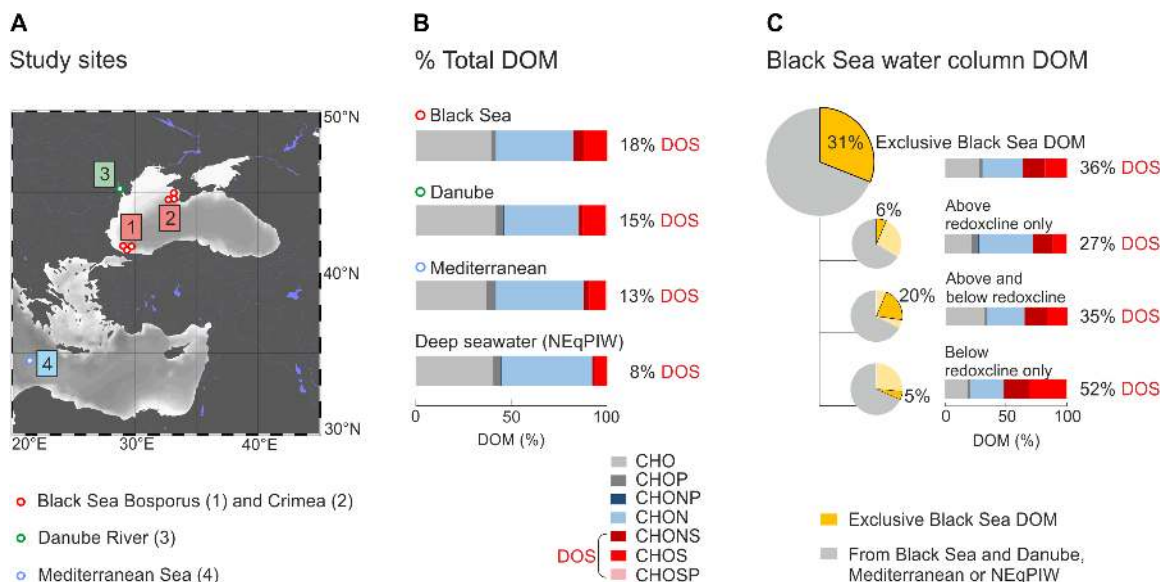 A
Study sites
50°N
3
2
1
40°N
4
30°N
20°E
30°E
40°E
Black Sea Bosporus (1) and Crimea (2)
Danube River (3)
Mediterranean Sea (4)
B
% Total DOM
Black Sea
18% DOS
Danube
15% DOS
Mediterranean
13% DOS
Deep seawater (NEqPIW)
8% DOS
0
50
100
DOM (%)
CHO
CHOP
CHONP
CHON
CHONS
DOS
CHOS
CHOSP
C
Black Sea water column DOM
31%
Exclusive Black Sea DOM
36% DOS
6%
Above
redoxcline only
27% DOS
20%
Above and
below redoxcline
35% DOS
5%
Below
redoxcline only
52% DOS
0
50
100
DOM (%)
Exclusive Black Sea DOM
From Black Sea and Danube,
Mediterranean or NEqPIW